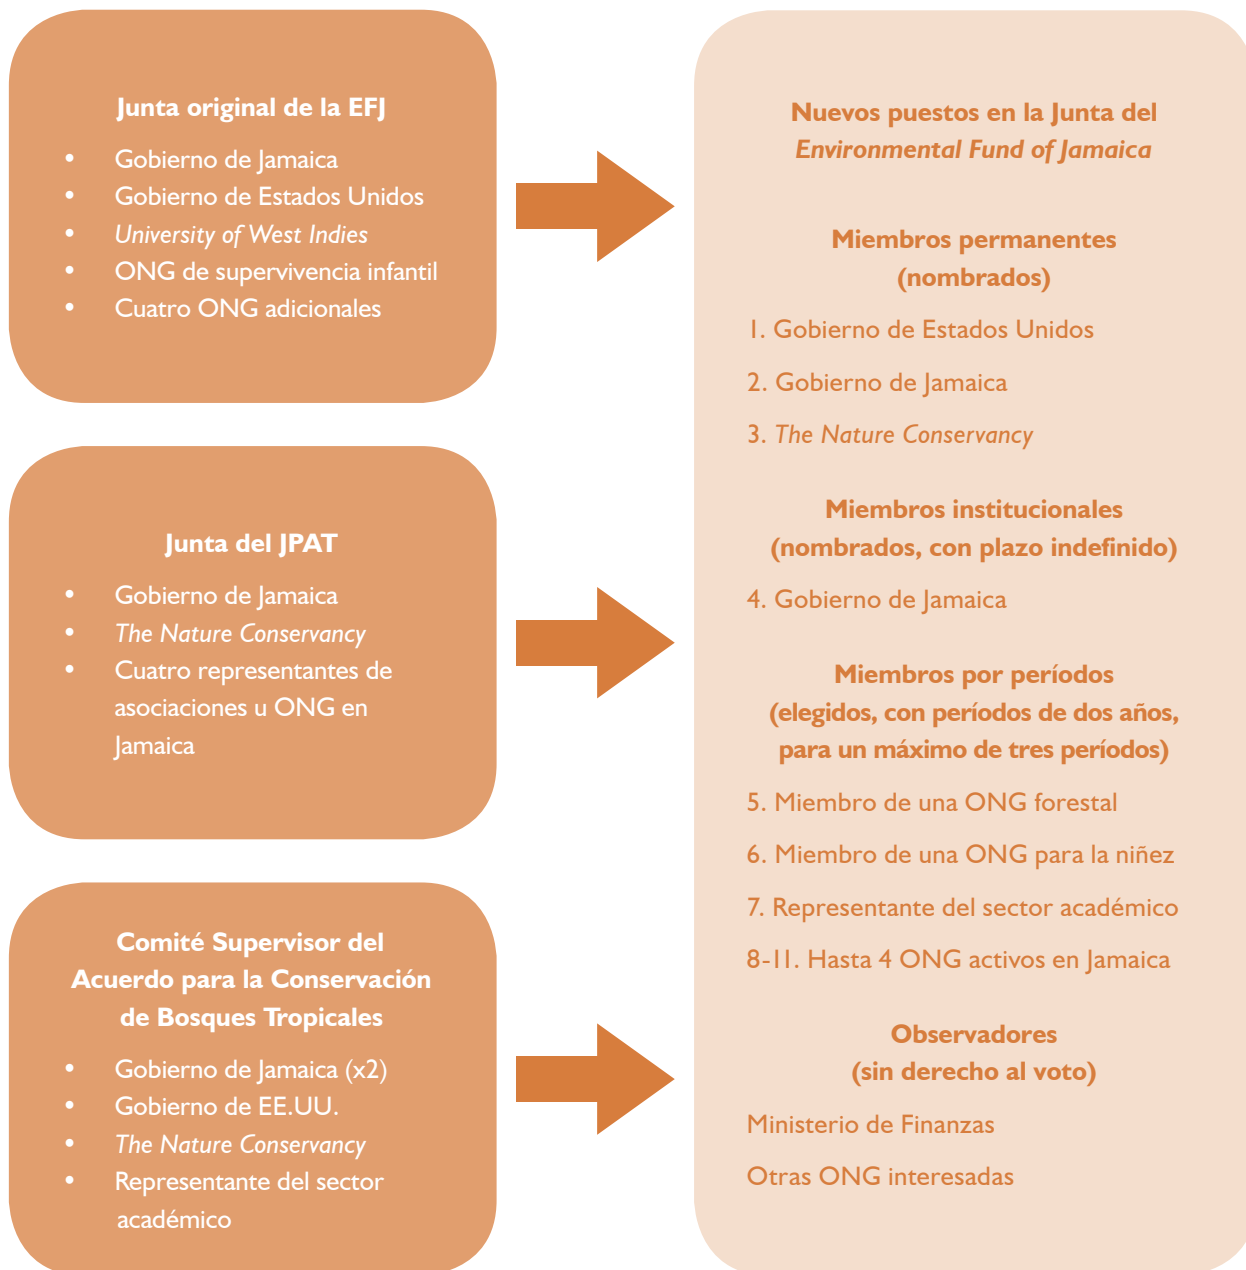 Junta original de la EFJ
• Gobierno de Jamaica
• Gobierno de Estados Unidos
• University of West Indies
• ONG de supervivencia infantil
• Cuatro ONG adicionales
Junta del JPAT
• Gobierno de Jamaica
• The Nature Conservancy
• Cuatro representantes de
asociaciones u ONG en
Jamaica
Comité Supervisor del
Acuerdo para la Conservación
de Bosques Tropicales
• Gobierno de Jamaica (x2)
• Gobierno de EE.UU.
• The Nature Conservancy
• Representante del sector
académico
Nuevos puestos en la Junta del
Environmental Fund of Jamaica
Miembros permanentes
(nombrados)
1. Gobierno de Estados Unidos
2. Gobierno de Jamaica
3. The Nature Conservancy
Miembros institucionales
(nombrados, con plazo indefinido)
4. Gobierno de Jamaica
Miembros por períodos
(elegidos, con períodos de dos años,
para un máximo de tres períodos)
5. Miembro de una ONG forestal
6. Miembro de una ONG para la niñez
7. Representante del sector académico
8-11. Hasta 4 ONG activos en Jamaica
Observadores
(sin derecho al voto)
Ministerio de Finanzas
Otras ONG interesadas